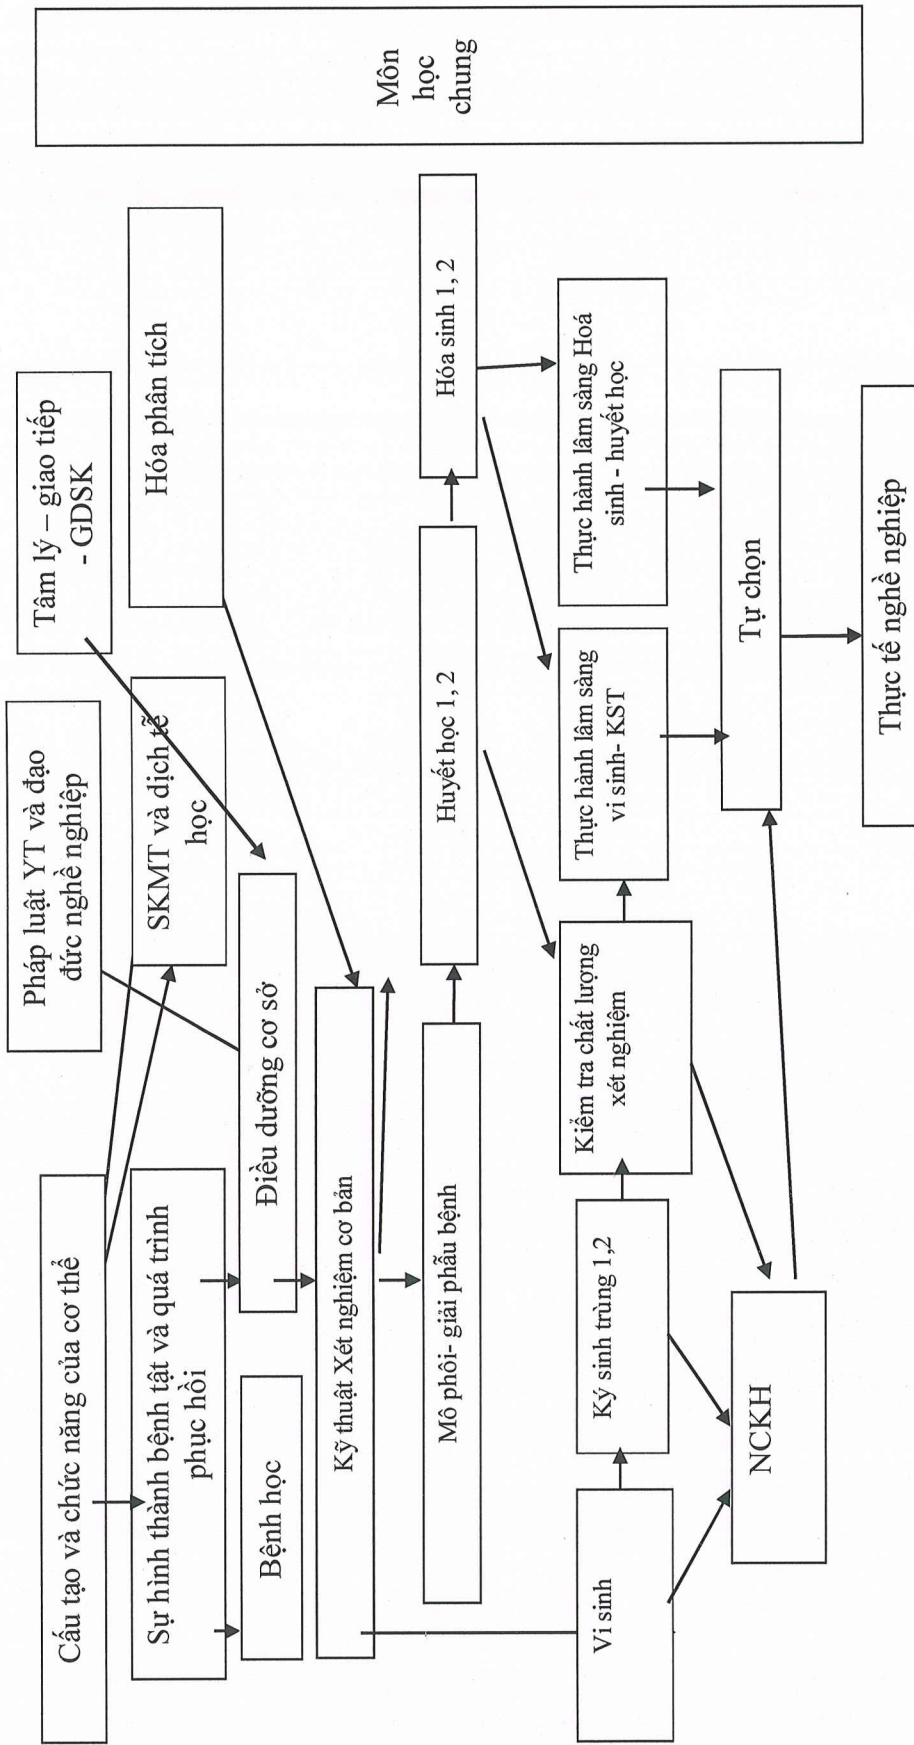 Cấu tạo và chức năng của cơ thể
Pháp luật YT và đạo
đức nghề nghiệp
Tâm lý – giao tiếp
- GDSK
Môn
học
chung
Sự hình thành bệnh tật và quá trình
phục hồi
SKMT và dịch tễ
học
Hóa phân tích
Bệnh học
Điều dưỡng cơ sở
Kỹ thuật Xét nghiệm cơ bản
Mô phôi- giải phẫu bệnh
Huyết học 1, 2
Hóa sinh 1, 2
Vi sinh
Ký sinh trùng 1,2
Kiểm tra chất lượng
xét nghiệm
Thực hành lâm sàng
vi sinh- KST
Thực hành lâm sàng Hoá
sinh - huyết học
NCKH
Tự chọn
Thực tế nghề nghiệp